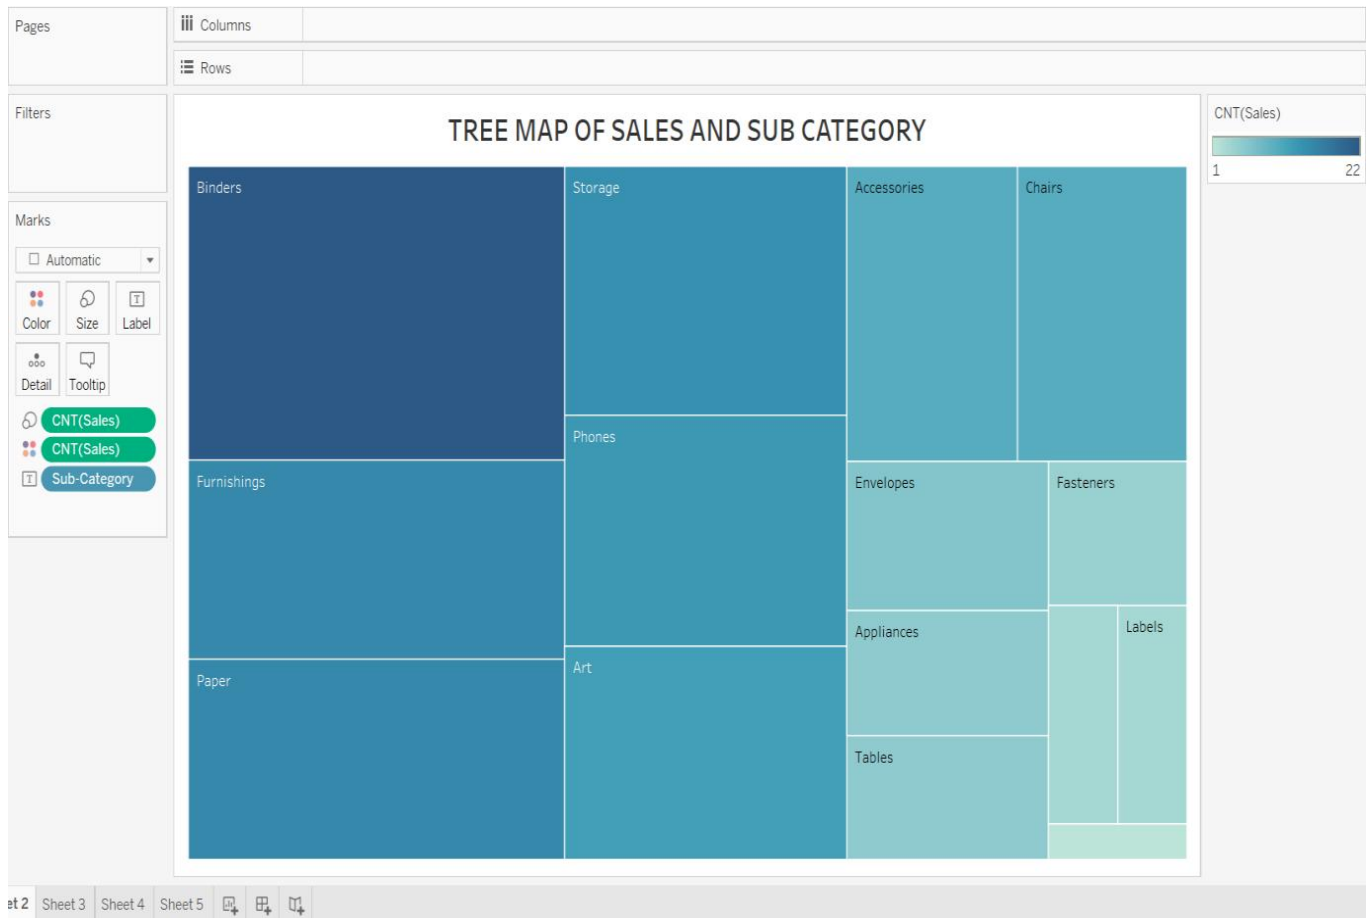 Pages
Columns
Rows
Filters
TREE MAP OF SALES AND SUB CATEGORY
CNT(Sales)
1 22
Marks
Automatic
Color Size Label
Detail Tooltip
CNT(Sales)
CNT(Sales)
Sub-Category
Binders
Storage
Accessories
Chairs
Phones
Furnishings
Envelopes
Fasteners
Appliances
Labels
Art
Paper
Tables
et 2 Sheet 3 Sheet 4 Sheet 5